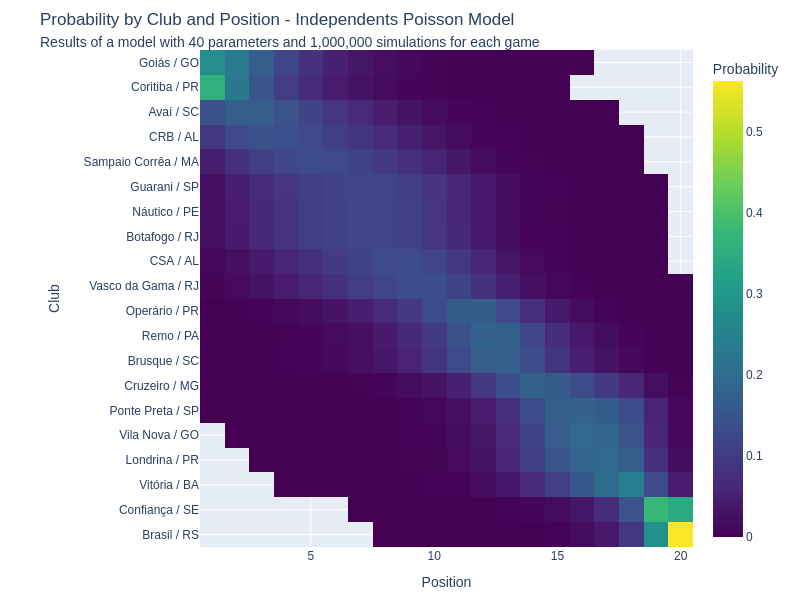 Probability by Club and Position - Independents Poisson Model
Results of a model with 40 parameters and 1,000,000 simulations for each game
Probability
Goiás / GO
Coritiba / PR
Avaí / SC
CRB / AL
Sampaio Corrêa / MA
Guarani / SP
Náutico / PE
Botafogo / RJ
CSA / AL
Vasco da Gama / RJ
Operário / PR
Remo / PA
Brusque / SC
Cruzeiro / MG
Ponte Preta / SP
Vila Nova / GO
Londrina / PR
Vitória / BA
Confiança / SE
Brasil / RS
Club
5 10 15 20
Position
0.5
0.4
0.3
0.2
0.1
0